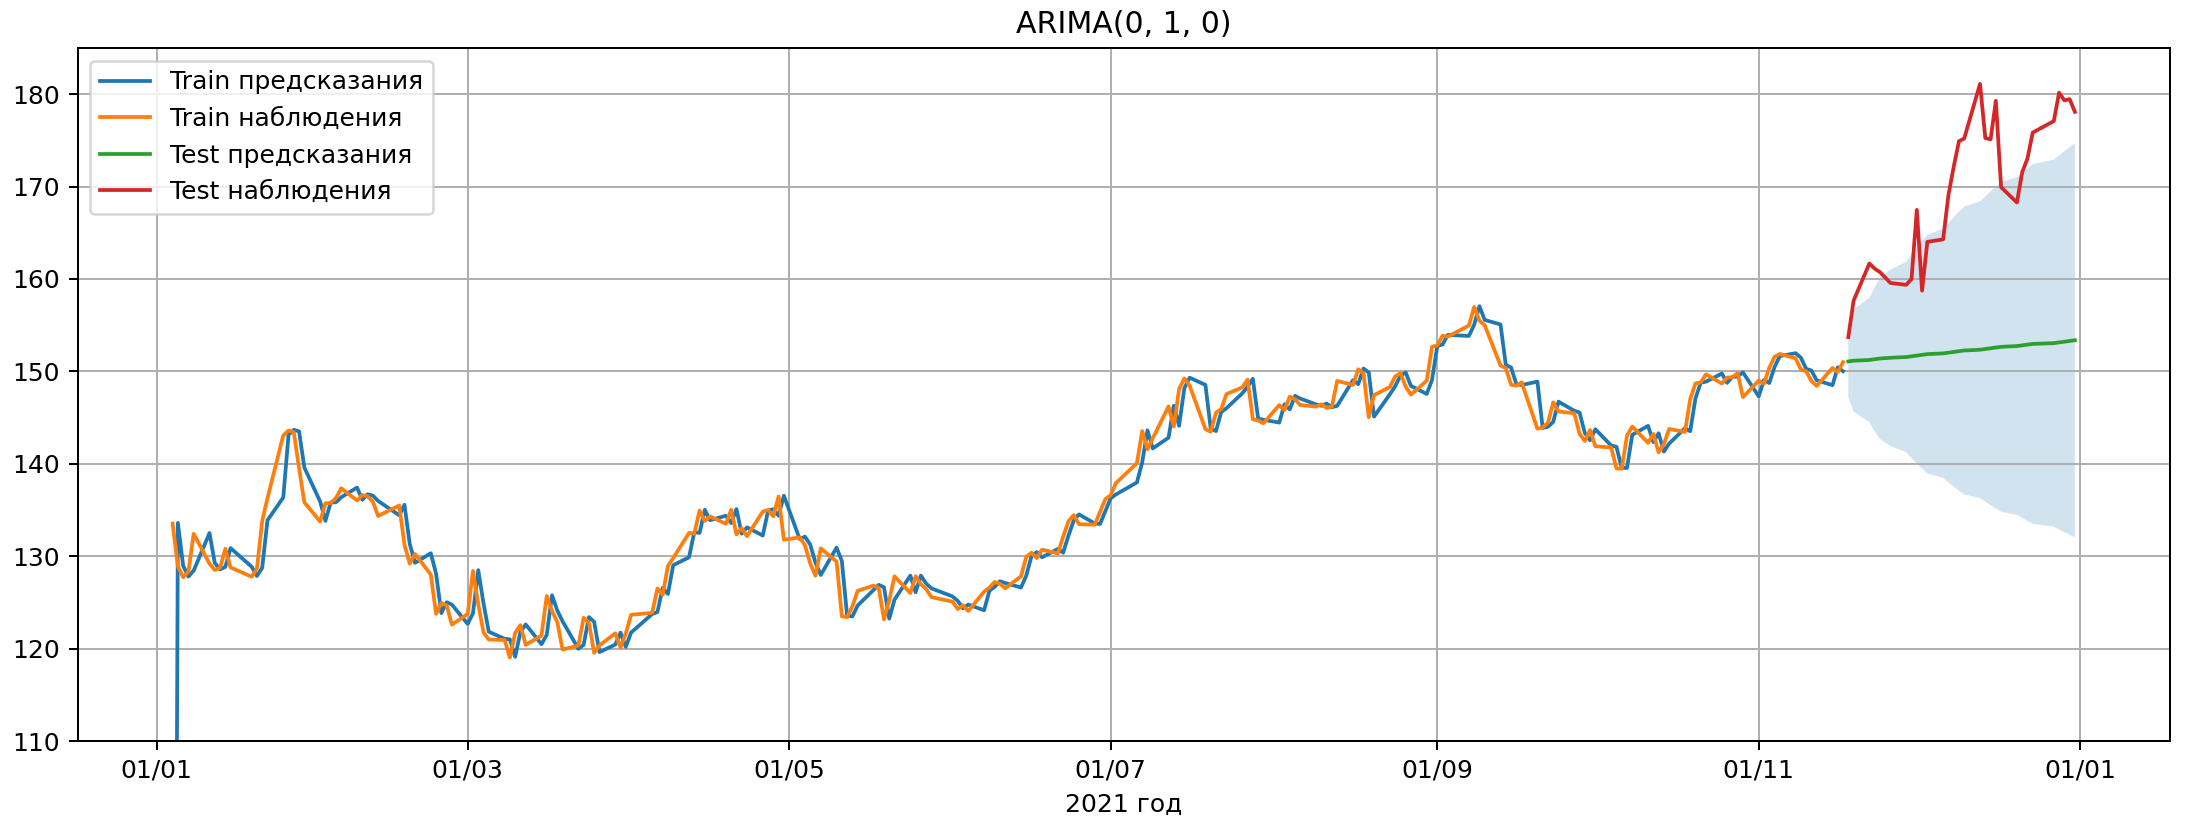 ARIMA(0, 1, 0)
Train предсказания
Train наблюдения
Test предсказания
Test наблюдения
180
170
160
150
140
130
120
110
01/01 01/03 01/05 01/07 01/09 01/11 01/01
2021 год